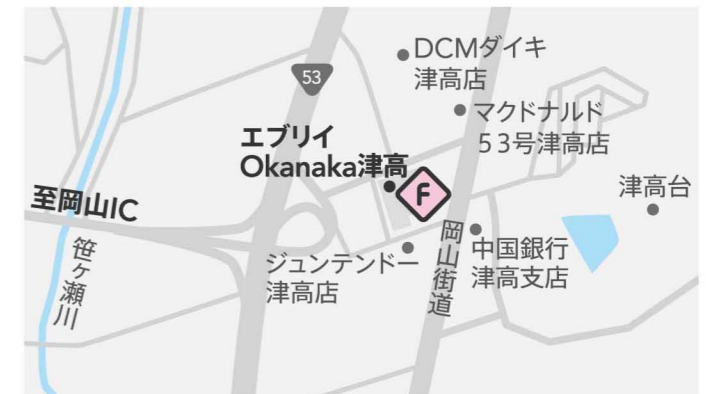 DCMダイキ
津高店
53
マクドナルド
53号津高店
エブリイ
Okanaka津高
F
津高台
至岡山IC
岡山街道
中国銀行
津高支店
ジュンテンドー
津高店
笹ヶ瀬川